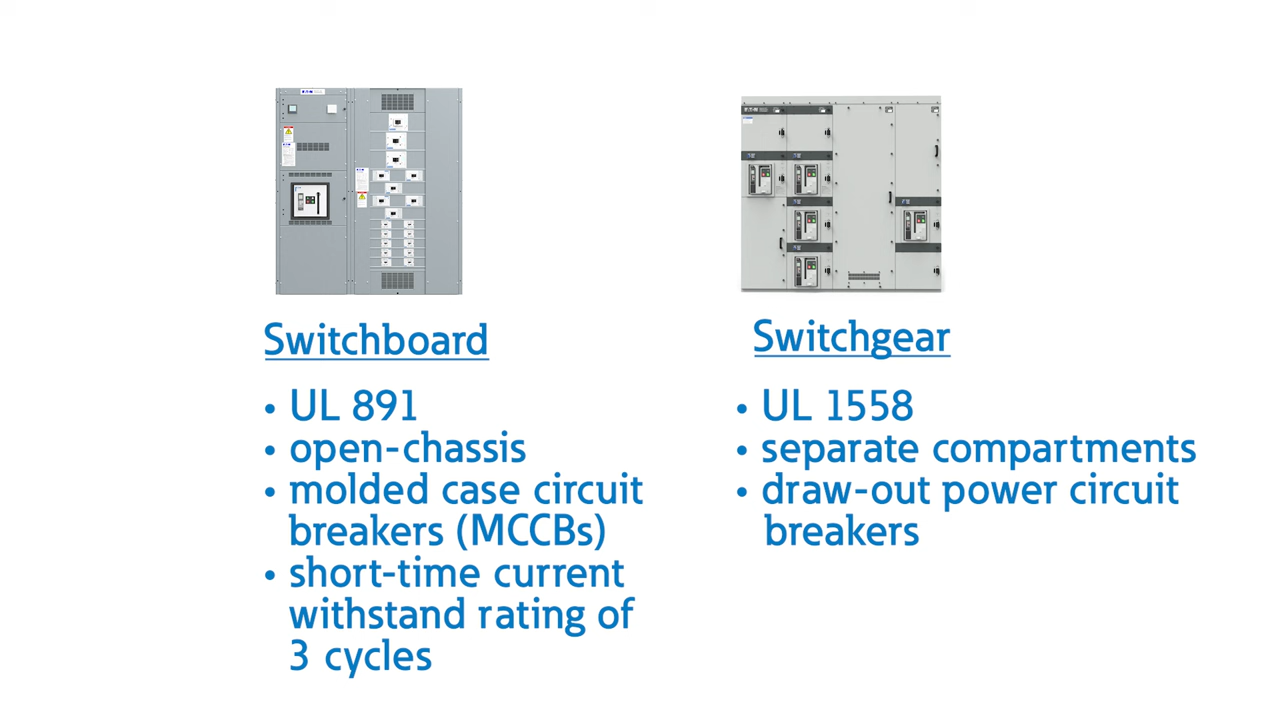 Switchboard
• UL 891
• open-chassis
• molded case circuit
breakers (MCCBs)
• short-time current
withstand rating of
3 cycles
Switchgear
• UL 1558
• separate compartments
• draw-out power circuit
breakers